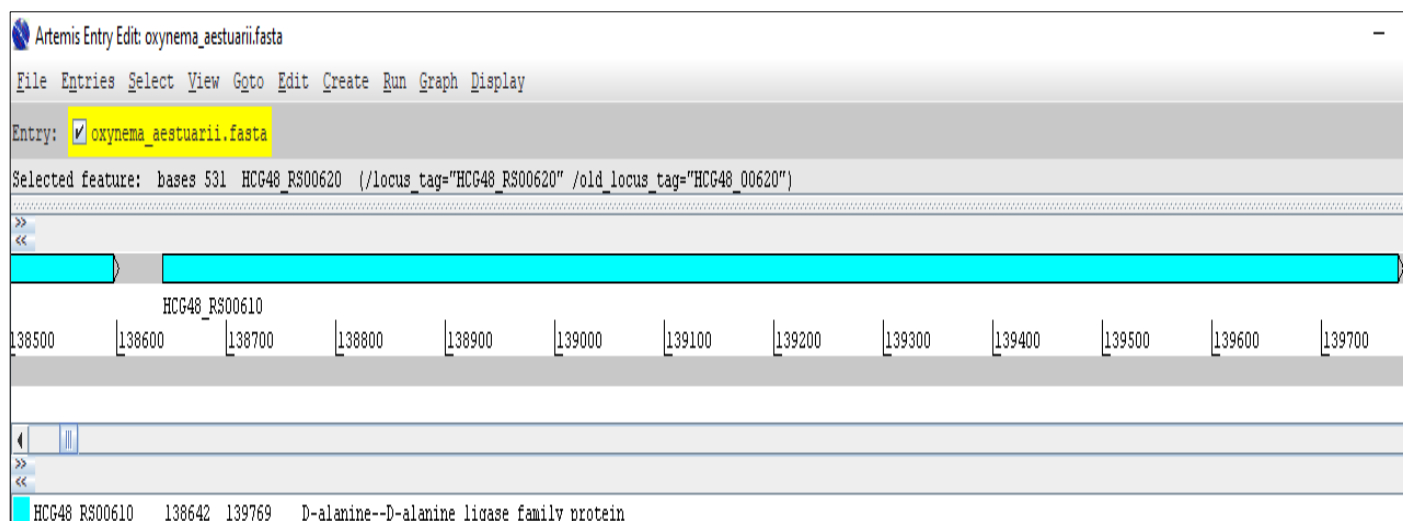 Artemis Entry Edit: oxynema_aestuarii.fasta
File Entries Select View Goto Edit Create Run Graph Display
Entry: oxynema_aestuarii.fasta
Selected feature: bases 531 HCG48_RS00620 (/locus_tag="HCG48_RS00620" /old_locus_tag="HCG48_00620")
>>
<<
HCG48_RS00610
138500 138600 138700 138800 138900 139000 139100 139200 139300 139400 139500 139600 139700
>>
<<
HCG48_RS00610 138642 139769 D-alanine--D-alanine ligase family protein